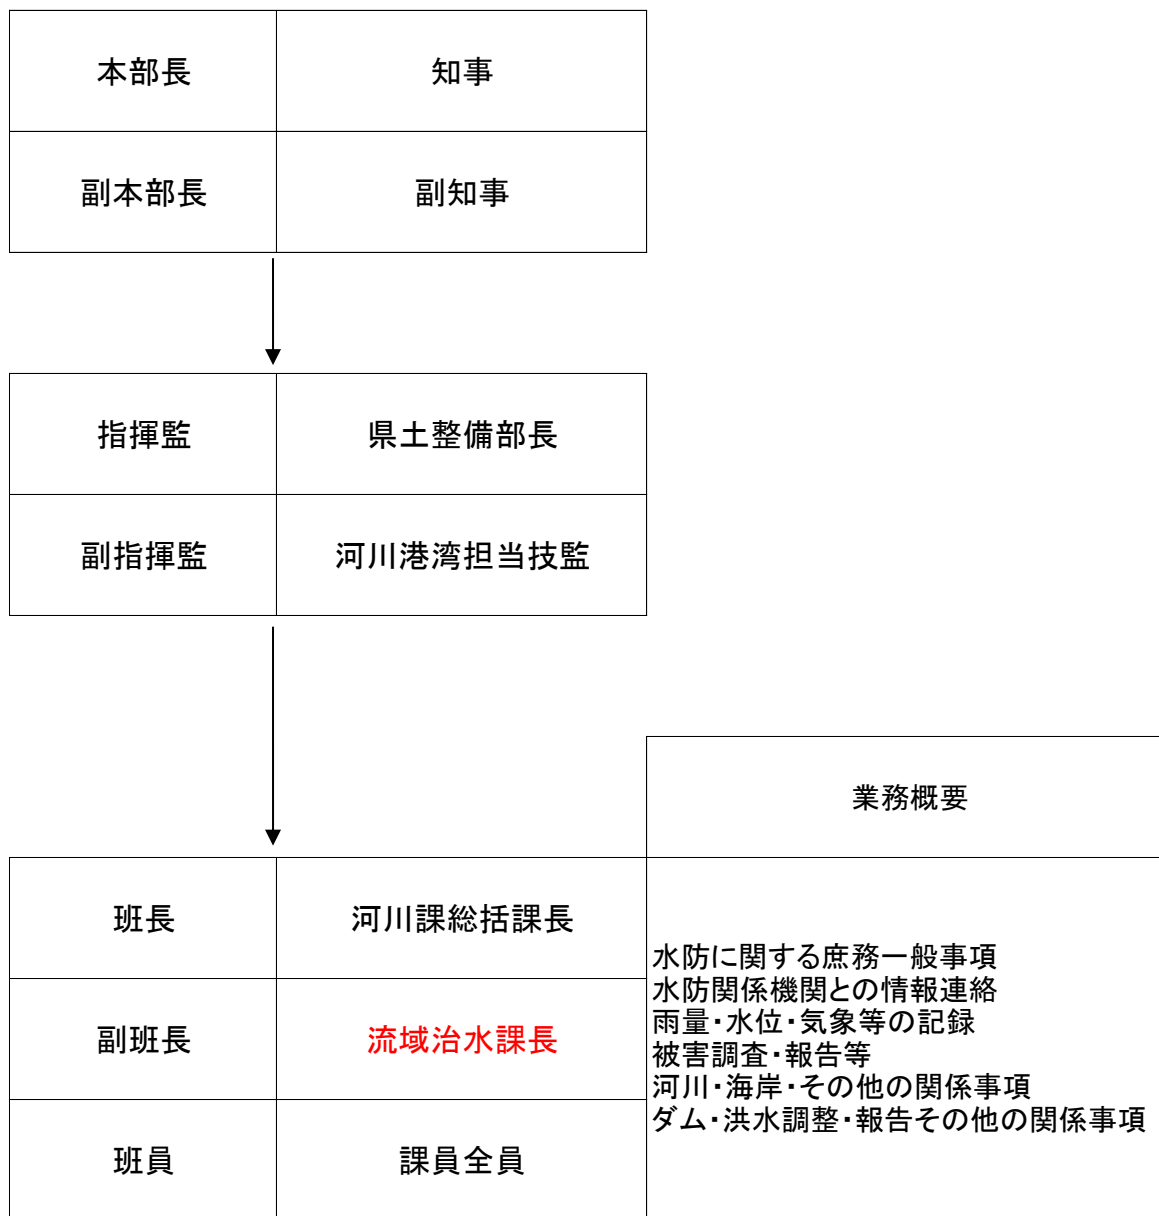 本部長 知事
副本部長 副知事
指揮監 県土整備部長
副指揮監 河川港湾担当技監
業務概要
班長 河川課総括課長
副班長 流域治水課長
班員 課員全員
水防に関する庶務一般事項
水防関係機関との情報連絡
雨量・水位・気象等の記録
被害調査・報告等
河川・海岸・その他の関係事項
ダム・洪水調整・報告その他の関係事項